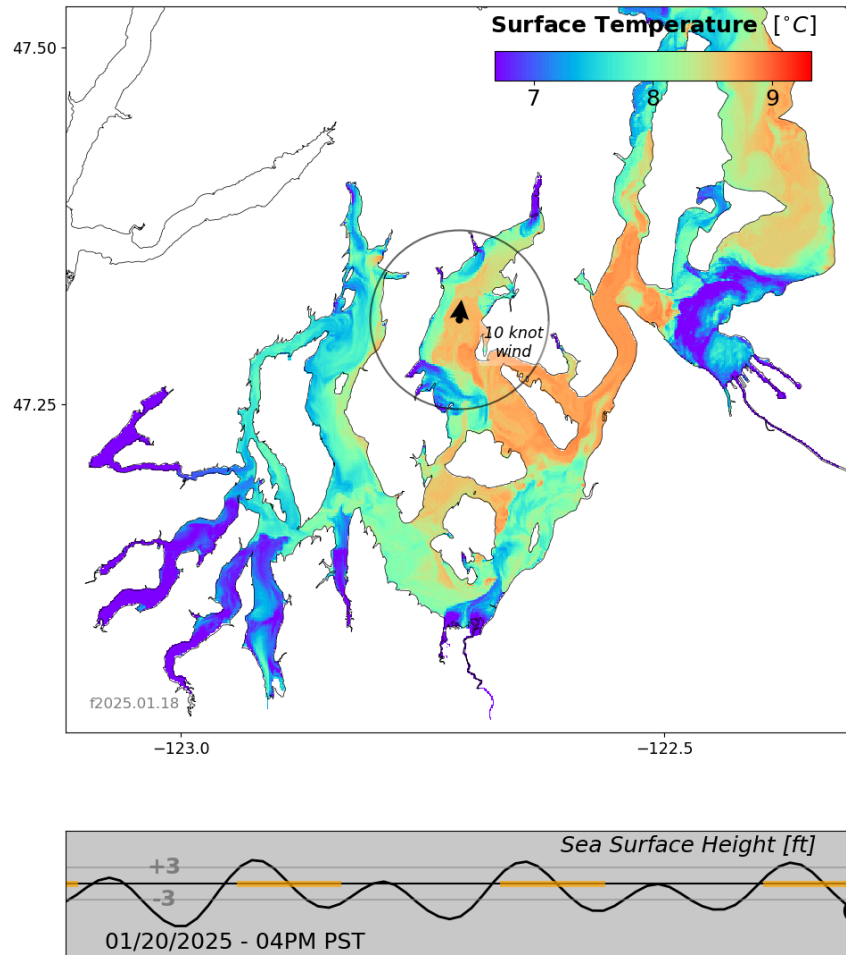 Surface Temperature [°C]
7 8 9
47.50
47.25
10 knot
wind
f2025.01.18
−123.0 −122.5
Sea Surface Height [ft]
+3
-3
01/20/2025 - 04PM PST